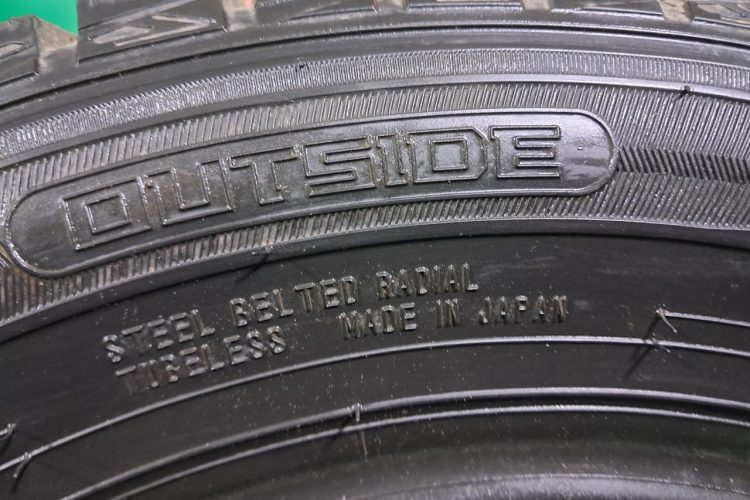 OUTSIDE
STEEL BELTED RADIAL
TUBELESS MADE IN JAPAN